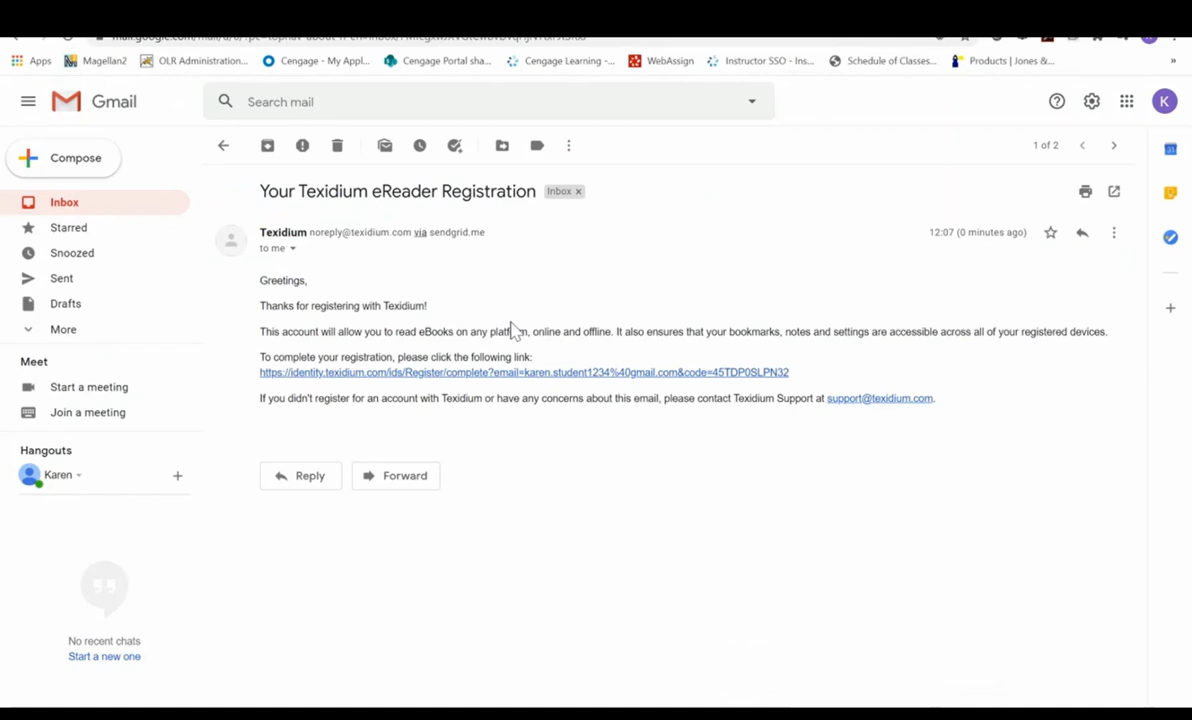 Apps Magellan2 OLR Administration... Cengage - My Appl... Cengage Portal sha... Cengage Learning -... WebAssign Instructor SSO - Ins... Schedule of Classes... Products | Jones &... »
Gmail Search mail K
1 of 2
Compose
Your Texidium eReader Registration Inbox ×
Inbox
Starred
Snoozed
Sent
Drafts
More
Texidium noreply@texidium.com via sendgrid.me 12:07 (0 minutes ago)
to me
Greetings,
Thanks for registering with Texidium!
This account will allow you to read eBooks on any platform, online and offline. It also ensures that your bookmarks, notes and settings are accessible across all of your registered devices.
To complete your registration, please click the following link:
https://identity.texidium.com/ids/Register/complete?email=karen.student1234%40gmail.com&code=45TDP0SLPN32
If you didn't register for an account with Texidium or have any concerns about this email, please contact Texidium Support at support@texidium.com.
Reply Forward
Meet
Start a meeting
Join a meeting
Hangouts
Karen
No recent chats
Start a new one
31